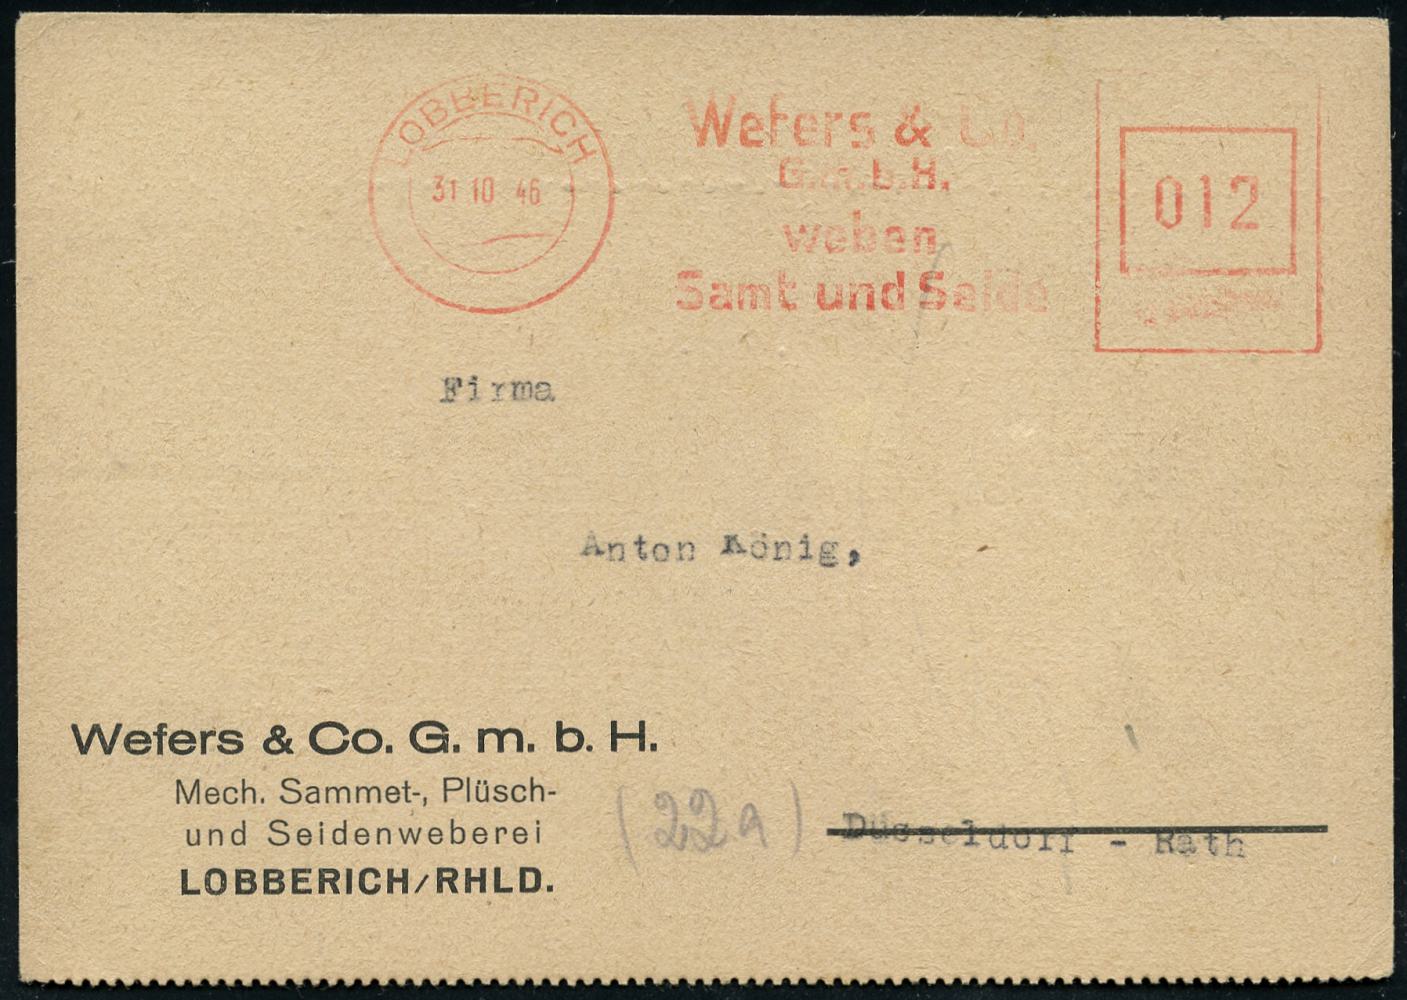 LOBBERICH
31 10 46
Wefers & Co.
G.m.b.H.
weben
Samt und Seide
012
Firma
Anton König,
Wefers & Co. G. m. b. H.
Mech. Sammet-, Plüsch-
und Seidenweberei
LOBBERICH/RHLD.
(22a)
Düsseldorf - Rath